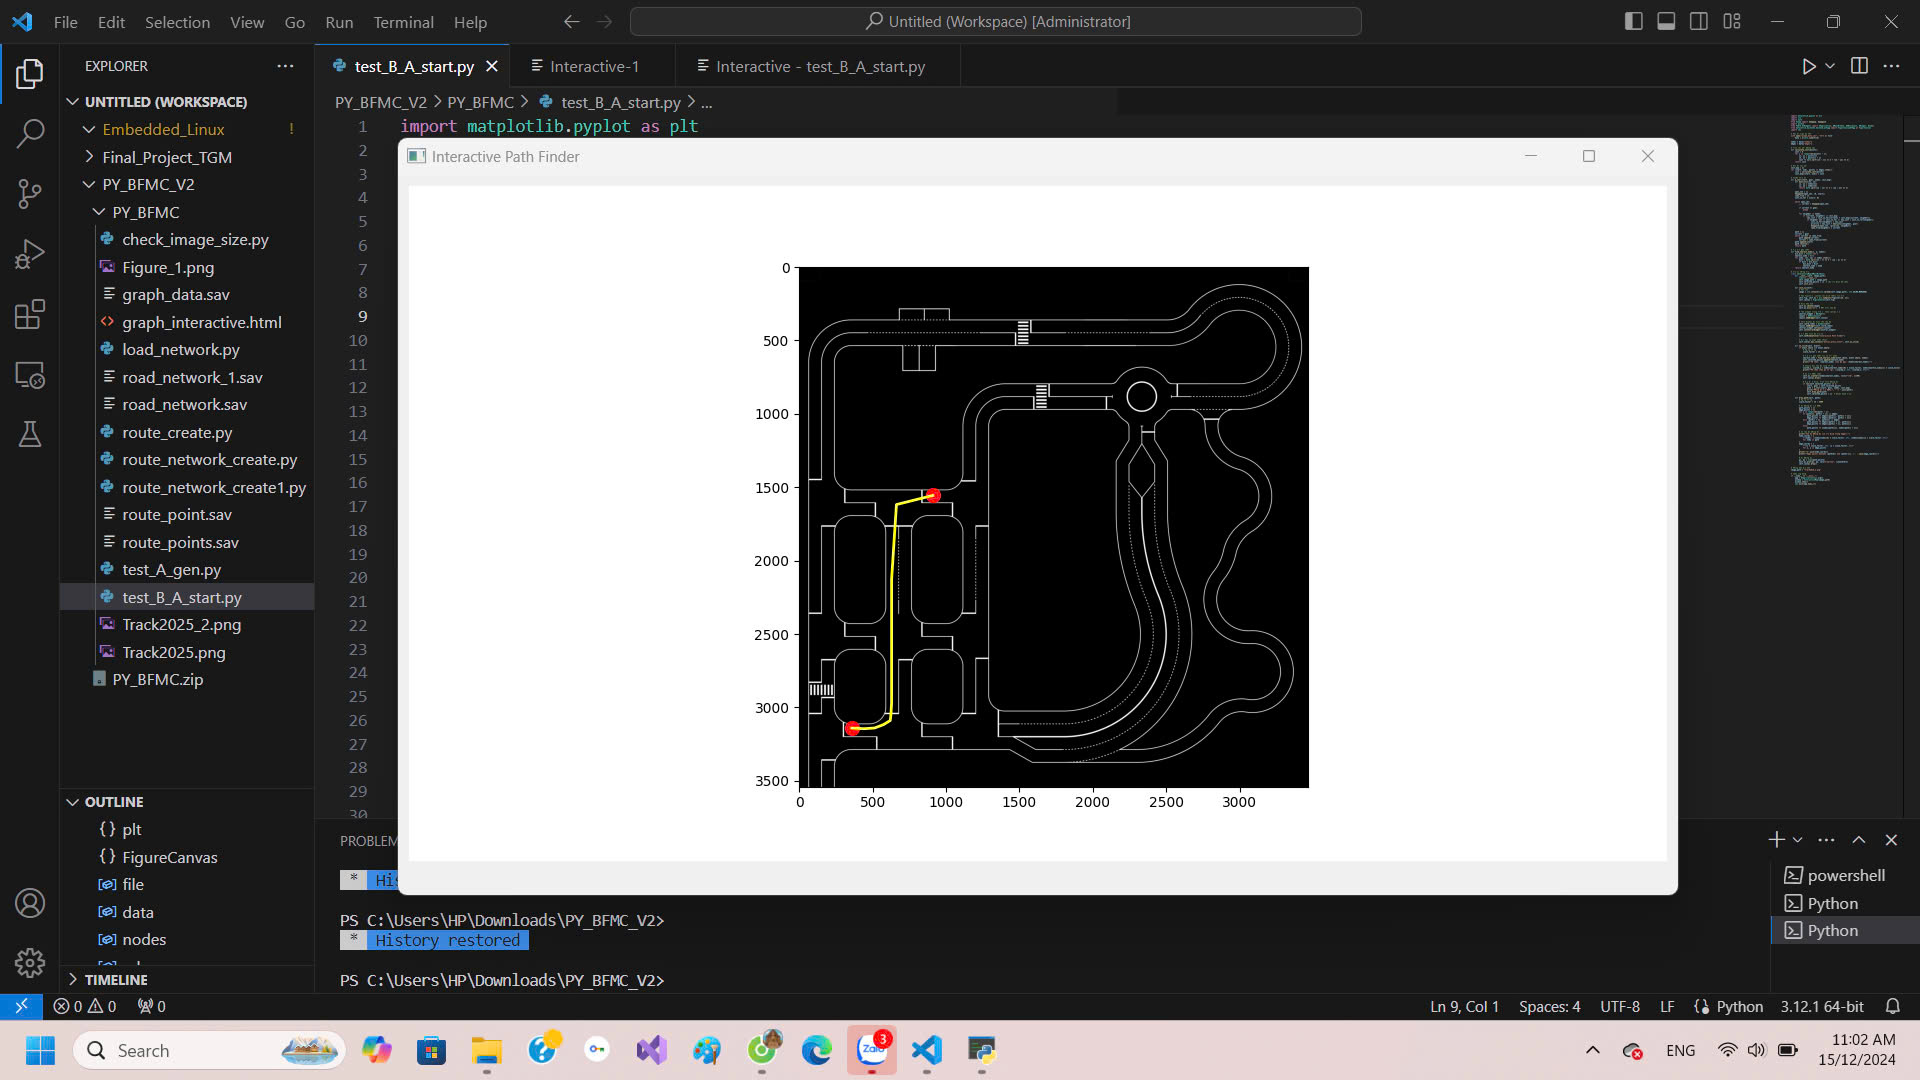 File Edit Selection View Go Run Terminal Help
Untitled (Workspace) [Administrator]
EXPLORER
UNTITLED (WORKSPACE)
Embedded_Linux !
Final_Project_TGM
PY_BFMC_V2
PY_BFMC
check_image_size.py
Figure_1.png
graph_data.sav
graph_interactive.html
load_network.py
road_network_1.sav
road_network.sav
route_create.py
route_network_create.py
route_network_create1.py
route_point.sav
route_points.sav
test_A_gen.py
test_B_A_start.py
Track2025_2.png
Track2025.png
PY_BFMC.zip
OUTLINE
plt
FigureCanvas
file
data
nodes
TIMELINE
test_B_A_start.py
Interactive-1
Interactive - test_B_A_start.py
PY_BFMC_V2 > PY_BFMC > test_B_A_start.py > ...
1 import matplotlib.pyplot as plt
2
3
4
5
6
7
8
9
10
11
12
13
14
15
16
17
18
19
20
21
22
23
24
25
26
27
28
29
30
Interactive Path Finder
0
500
1000
1500
2000
2500
3000
3500
0 500 1000 1500 2000 2500 3000
PROBLEM
* His
PS C:\Users\HP\Downloads\PY_BFMC_V2>
* History restored
PS C:\Users\HP\Downloads\PY_BFMC_V2>
powershell
Python
Python
0 0 0
Ln 9, Col 1 Spaces: 4 UTF-8 LF Python 3.12.1 64-bit
Search
Zalo
3
ENG
11:02 AM
15/12/2024